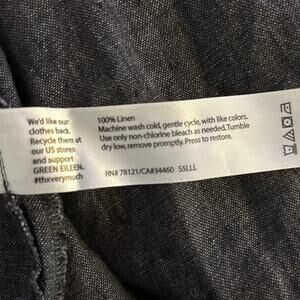 We'd like our
clothes back.
Recycle them at
our US stores
and support
GREEN EILEEN.
#thxverymuch
100% Linen
Machine wash cold, gentle cycle, with like colors.
Use only non-chlorine bleach as needed. Tumble
dry low, remove promptly. Press to restore.
RN# 78121/CA#34460 SSLLL